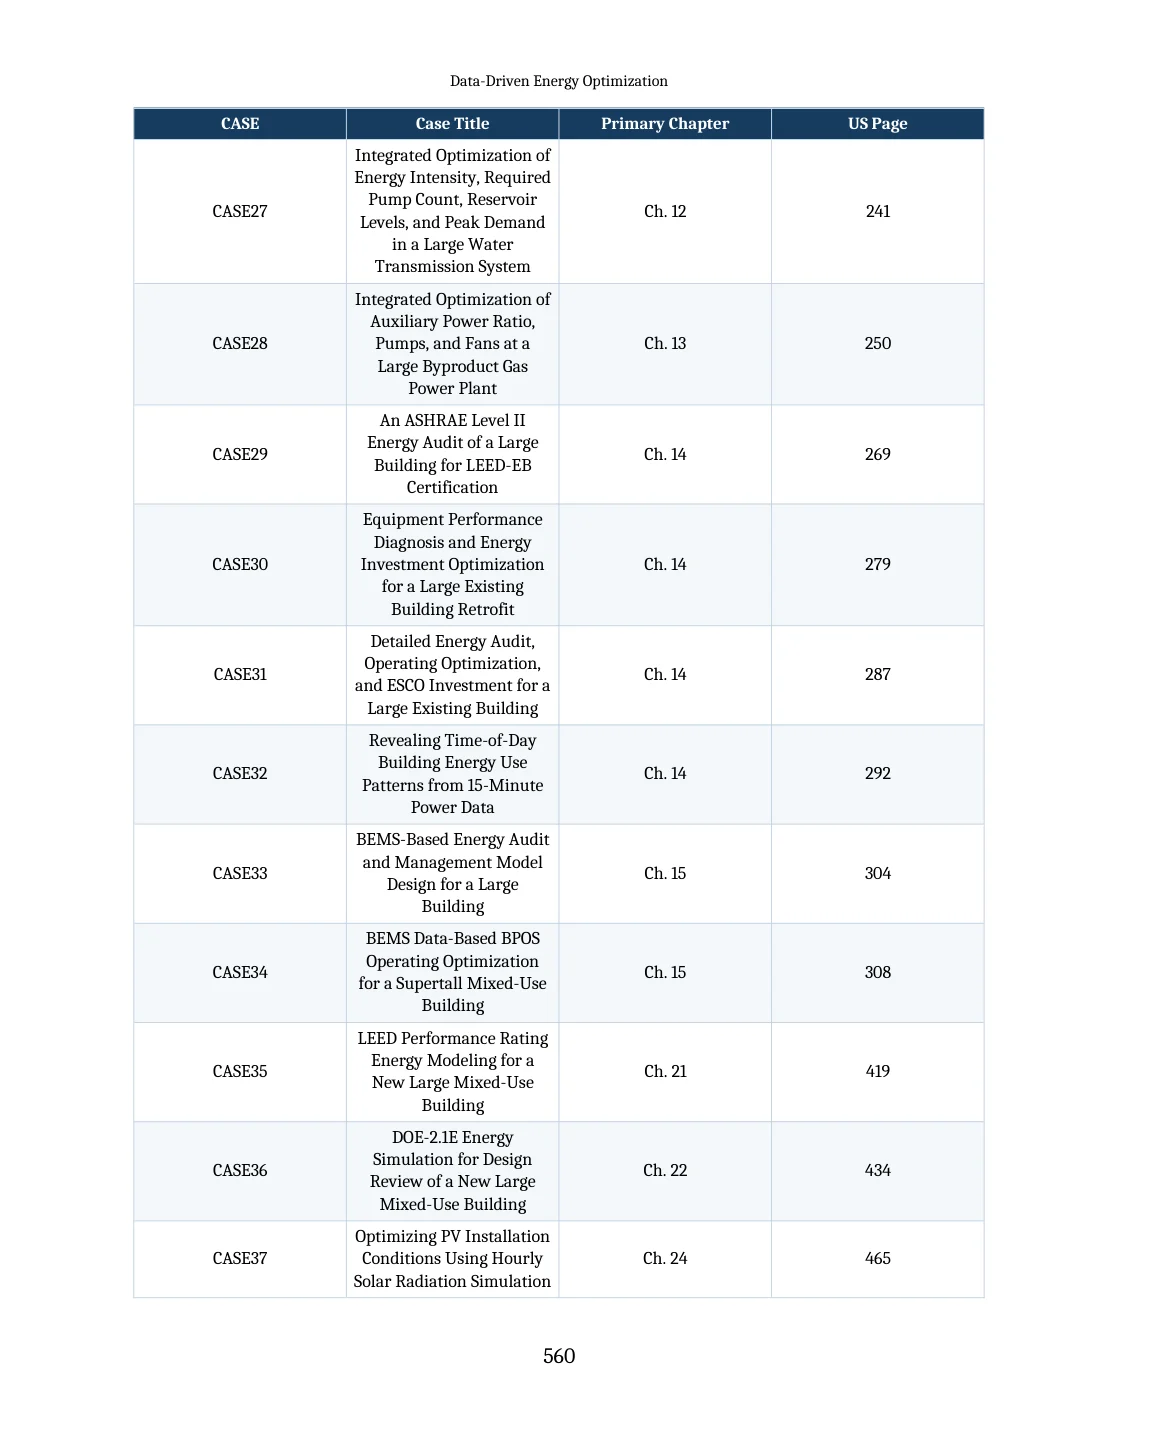 Data-Driven Energy Optimization
CASE
Case Title
Primary Chapter
US Page
CASE27
Integrated Optimization of
Energy Intensity, Required
Pump Count, Reservoir
Levels, and Peak Demand
in a Large Water
Transmission System
Ch. 12
241
CASE28
Integrated Optimization of
Auxiliary Power Ratio,
Pumps, and Fans at a
Large Byproduct Gas
Power Plant
Ch. 13
250
CASE29
An ASHRAE Level II
Energy Audit of a Large
Building for LEED-EB
Certification
Ch. 14
269
CASE30
Equipment Performance
Diagnosis and Energy
Investment Optimization
for a Large Existing
Building Retrofit
Ch. 14
279
CASE31
Detailed Energy Audit,
Operating Optimization,
and ESCO Investment for a
Large Existing Building
Ch. 14
287
CASE32
Revealing Time-of-Day
Building Energy Use
Patterns from 15-Minute
Power Data
Ch. 14
292
CASE33
BEMS-Based Energy Audit
and Management Model
Design for a Large
Building
Ch. 15
304
CASE34
BEMS Data-Based BPOS
Operating Optimization
for a Supertall Mixed-Use
Building
Ch. 15
308
CASE35
LEED Performance Rating
Energy Modeling for a
New Large Mixed-Use
Building
Ch. 21
419
CASE36
DOE-2.1E Energy
Simulation for Design
Review of a New Large
Mixed-Use Building
Ch. 22
434
CASE37
Optimizing PV Installation
Conditions Using Hourly
Solar Radiation Simulation
Ch. 24
465
560